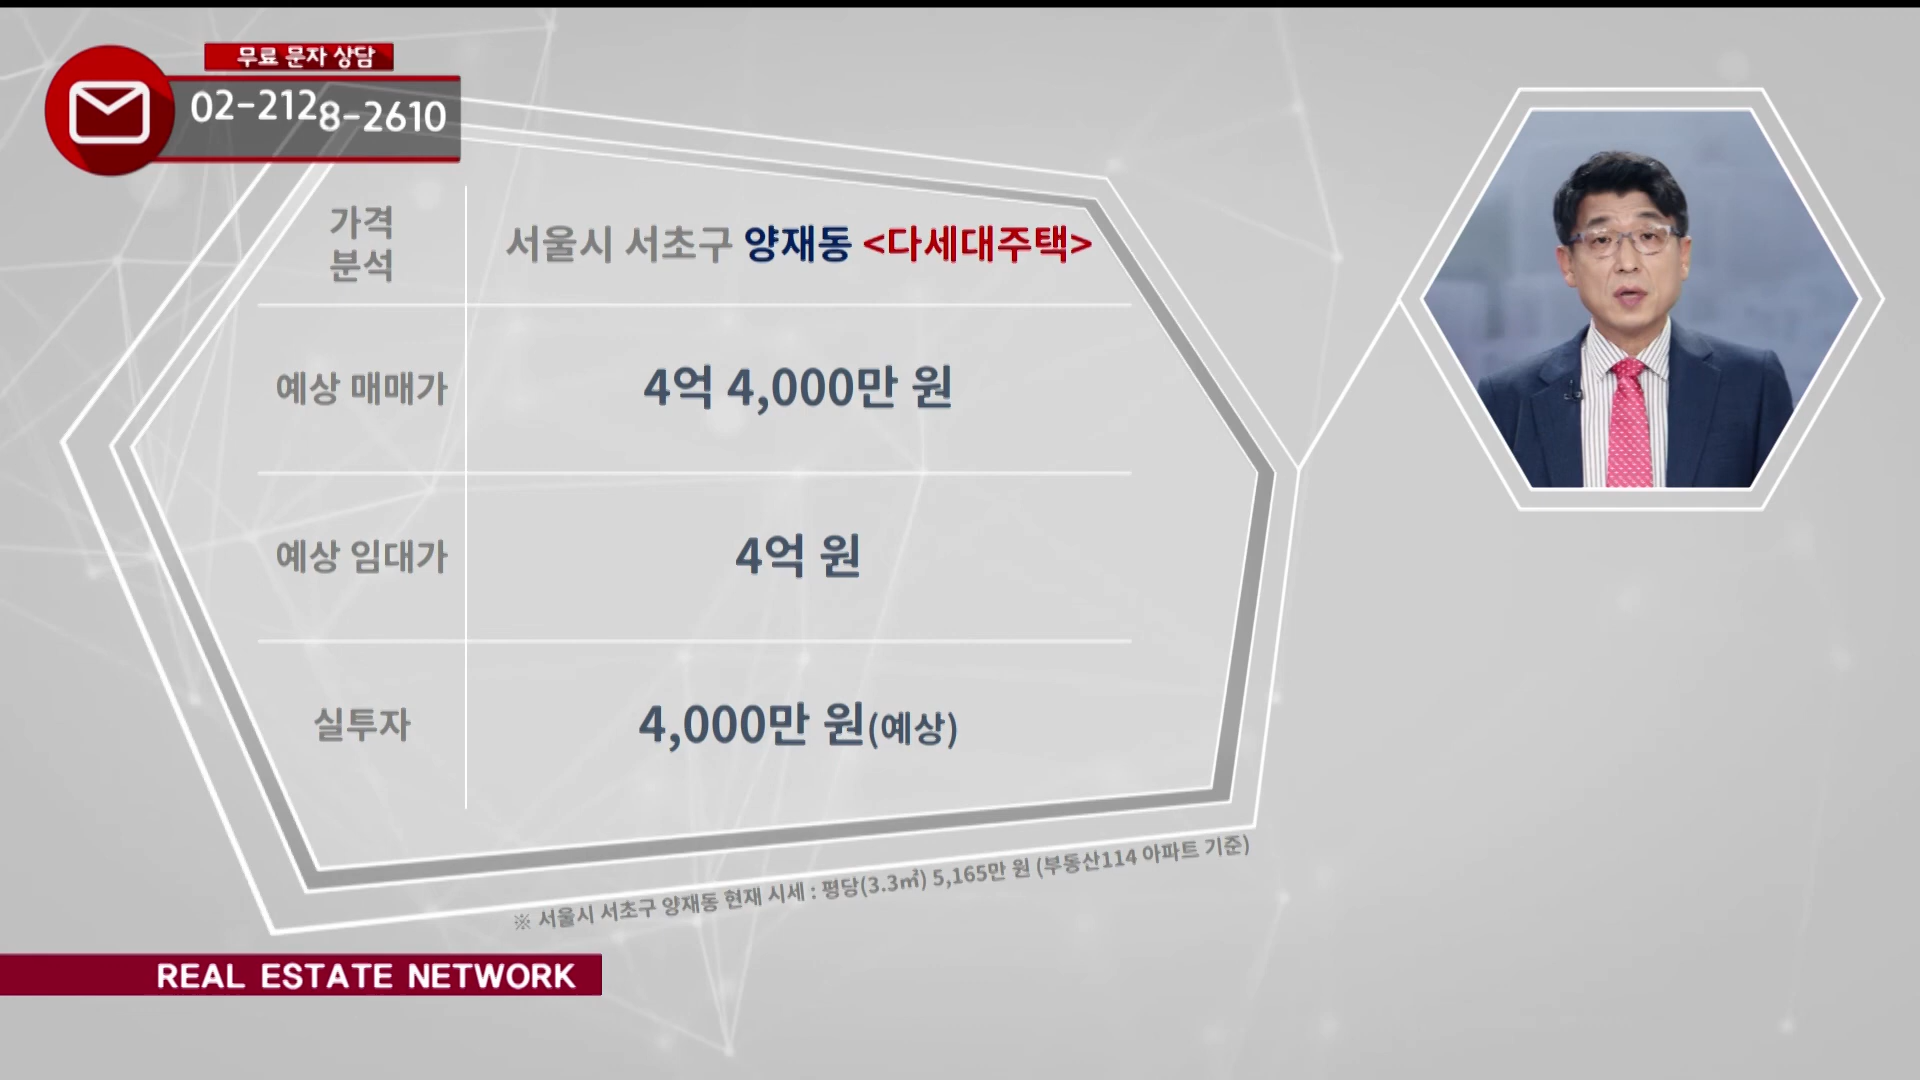 무료 문자 상담
02-2128-2610
가격
분석
서울시 서초구 양재동 <다세대주택>
예상 매매가
4억 4,000만 원
예상 임대가
4억 원
실투자
4,000만 원(예상)
※ 서울시 서초구 양재동 현재 시세 : 평당(3.3㎡) 5,165만 원 (부동산114 아파트 기준)
REAL ESTATE NETWORK